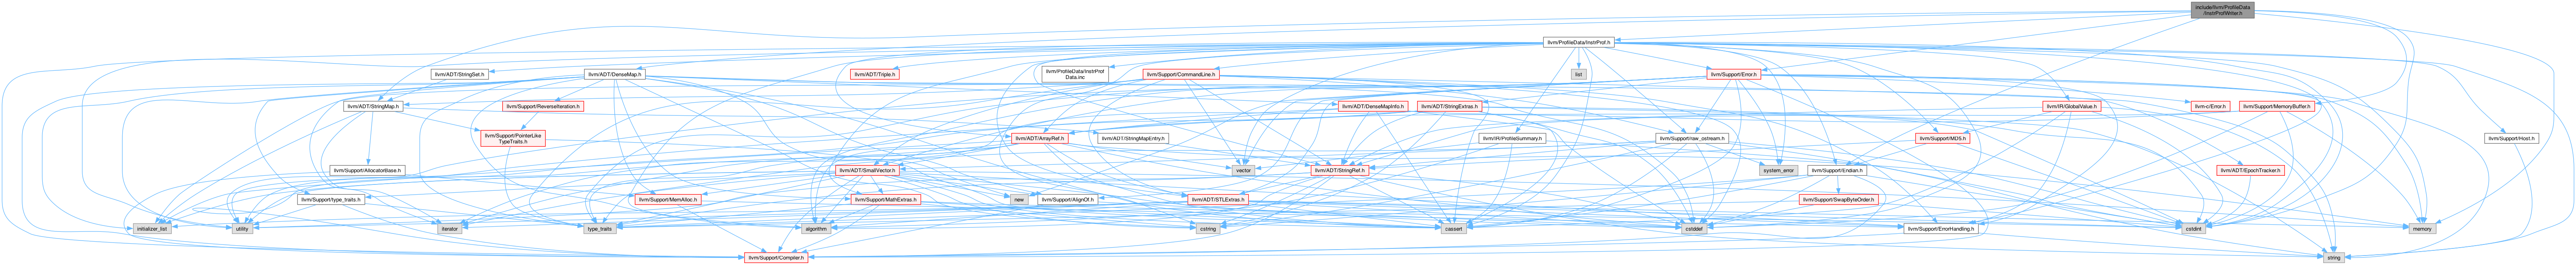 include/llvm/ProfileData
/InstrProfWriter.h
llvm/ProfileData/InstrProf.h
llvm/ADT/StringSet.h
llvm/ADT/DenseMap.h
llvm/ADT/Triple.h
llvm/ProfileData/InstrProf
Data.inc
llvm/Support/CommandLine.h
list
llvm/Support/Error.h
llvm/ADT/StringMap.h
llvm/Support/ReverseIteration.h
llvm/ADT/DenseMapInfo.h
llvm/ADT/StringExtras.h
llvm/IR/GlobalValue.h
llvm-c/Error.h
llvm/Support/MemoryBuffer.h
llvm/Support/PointerLike
TypeTraits.h
llvm/ADT/ArrayRef.h
llvm/ADT/StringMapEntry.h
llvm/IR/ProfileSummary.h
llvm/Support/raw_ostream.h
llvm/Support/MD5.h
llvm/Support/Host.h
llvm/Support/AllocatorBase.h
llvm/ADT/SmallVector.h
vector
llvm/ADT/StringRef.h
system_error
llvm/Support/Endian.h
llvm/ADT/EpochTracker.h
llvm/Support/type_traits.h
llvm/Support/MemAlloc.h
llvm/Support/MathExtras.h
new
llvm/Support/AlignOf.h
llvm/ADT/STLExtras.h
llvm/Support/SwapByteOrder.h
initializer_list
utility
iterator
type_traits
algorithm
cstring
cassert
cstddef
llvm/Support/ErrorHandling.h
cstdint
memory
llvm/Support/Compiler.h
string